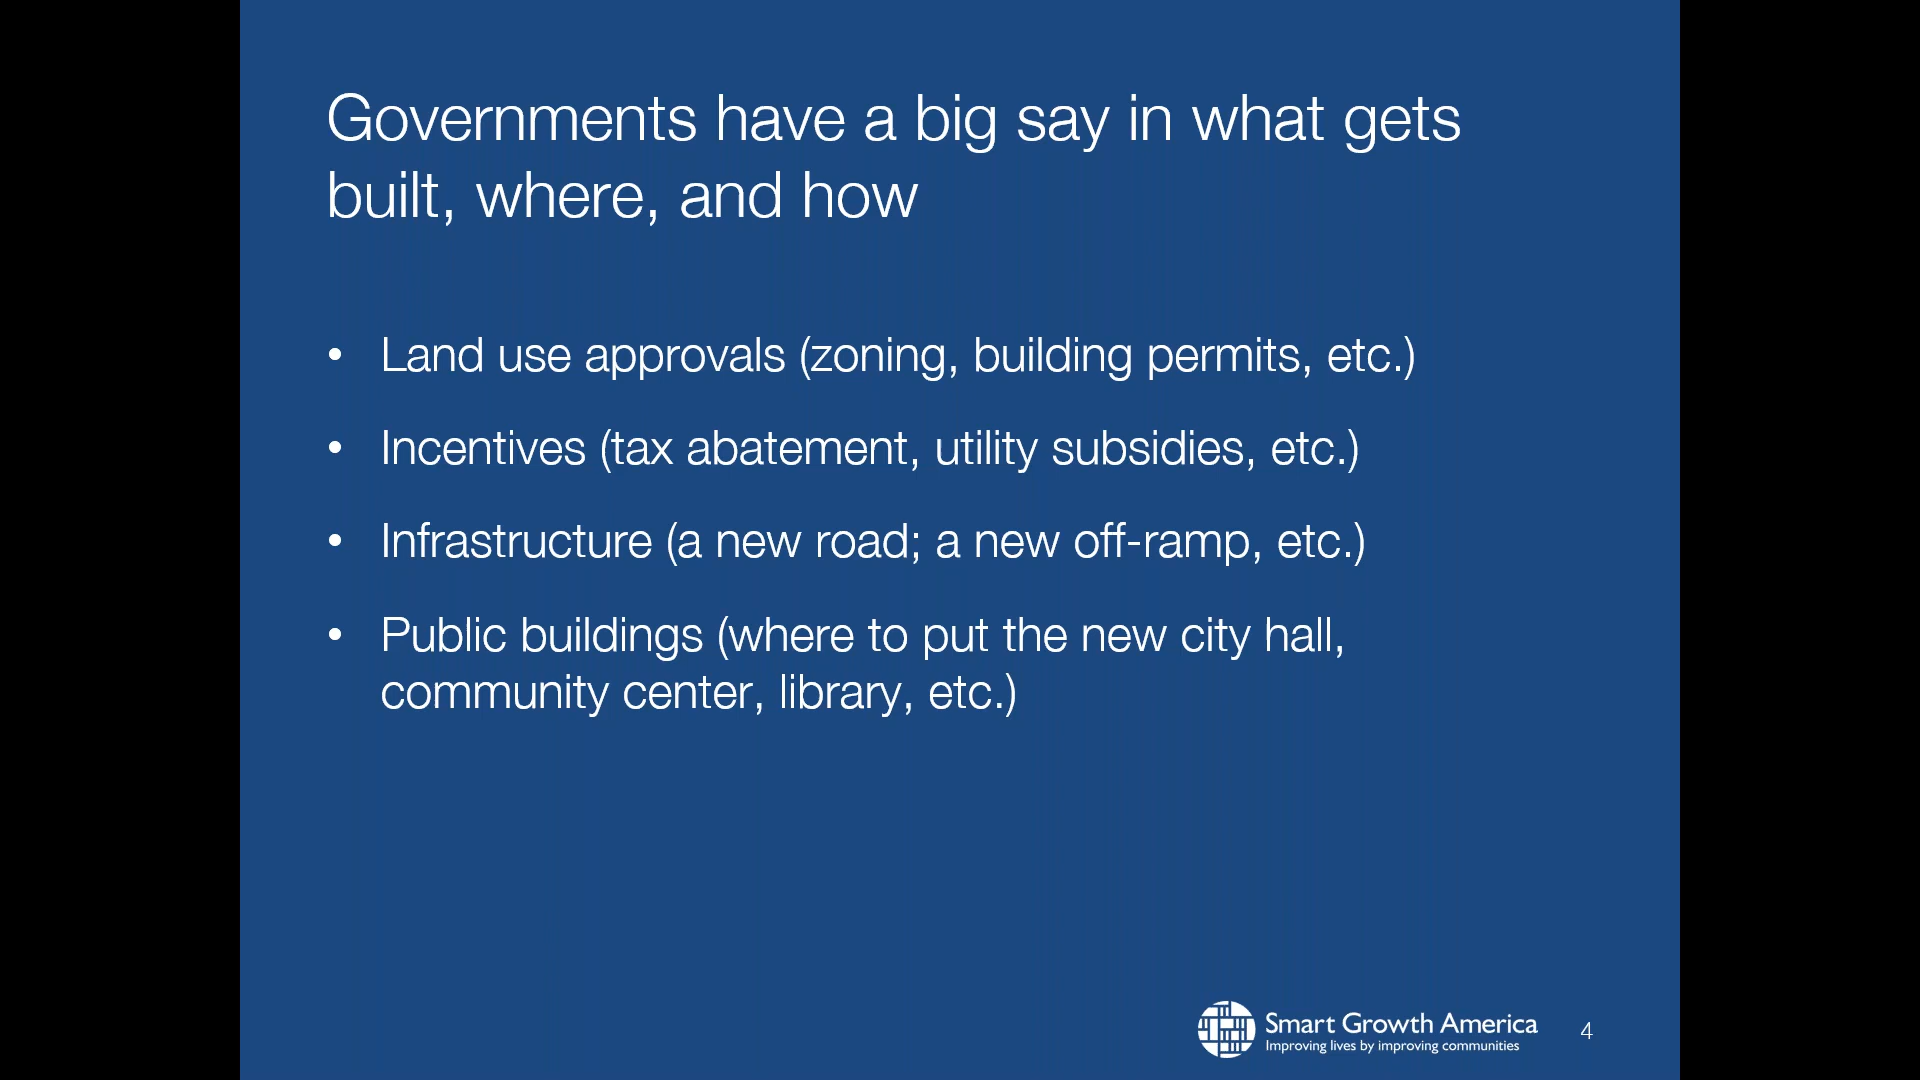 Governments have a big say in what gets
built, where, and how
• Land use approvals (zoning, building permits, etc.)
• Incentives (tax abatement, utility subsidies, etc.)
• Infrastructure (a new road; a new off-ramp, etc.)
• Public buildings (where to put the new city hall,
community center, library, etc.)
Smart Growth America
Improving lives by improving communities
4